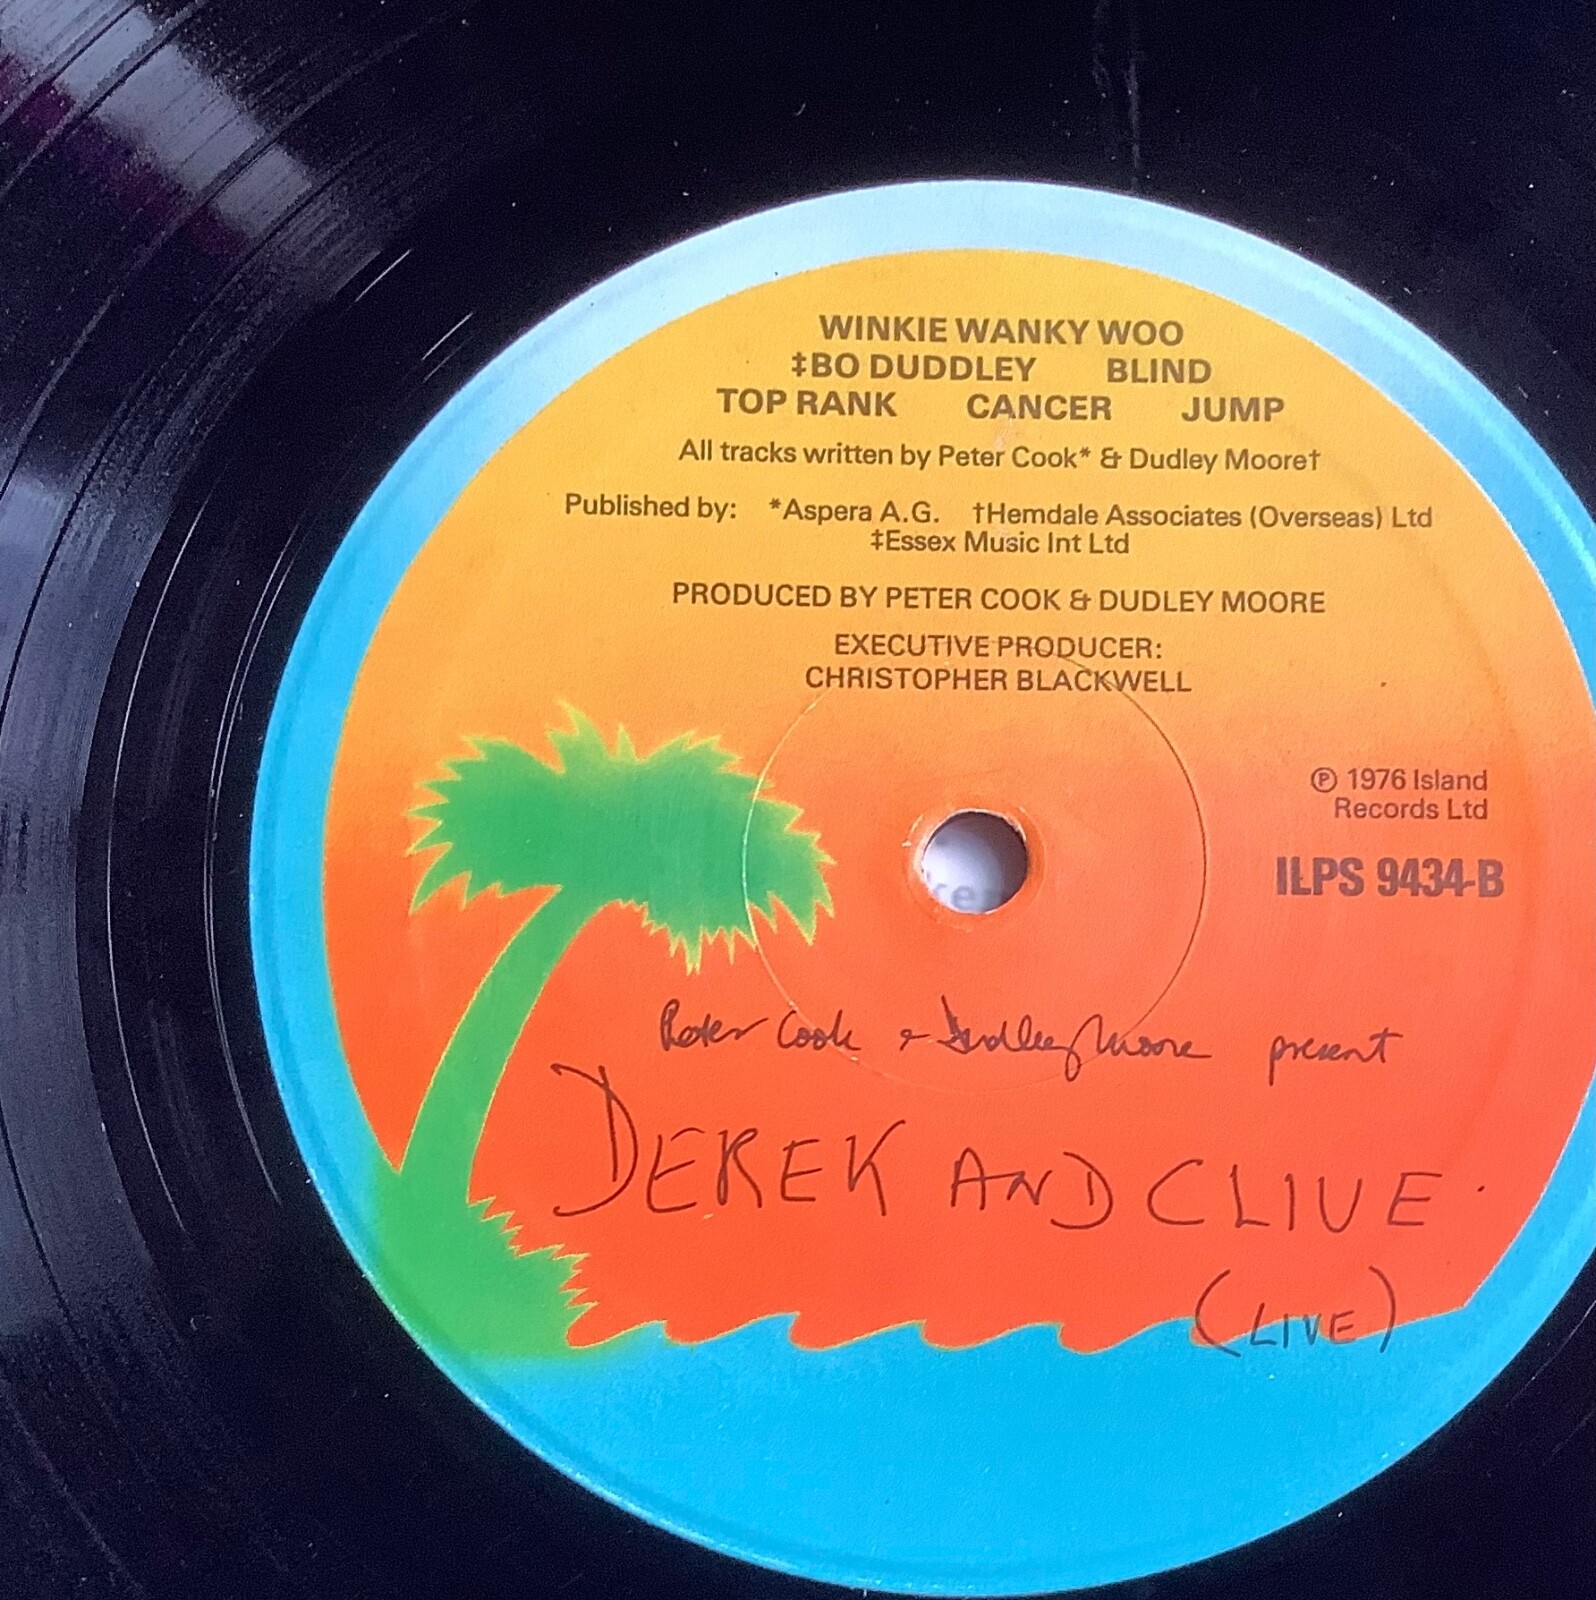 WINKIE WANKY WOO
‡BO DUDDLEY BLIND
TOP RANK CANCER JUMP
All tracks written by Peter Cook* & Dudley Moore†
Published by: *Aspera A.G. †Hemdale Associates (Overseas) Ltd
‡Essex Music Int Ltd
PRODUCED BY PETER COOK & DUDLEY MOORE
EXECUTIVE PRODUCER:
CHRISTOPHER BLACKWELL
℗ 1976 Island
Records Ltd
ILPS 9434-B
Peter Cook & Dudley Moore present
DEREK AND CLIVE.
(LIVE)